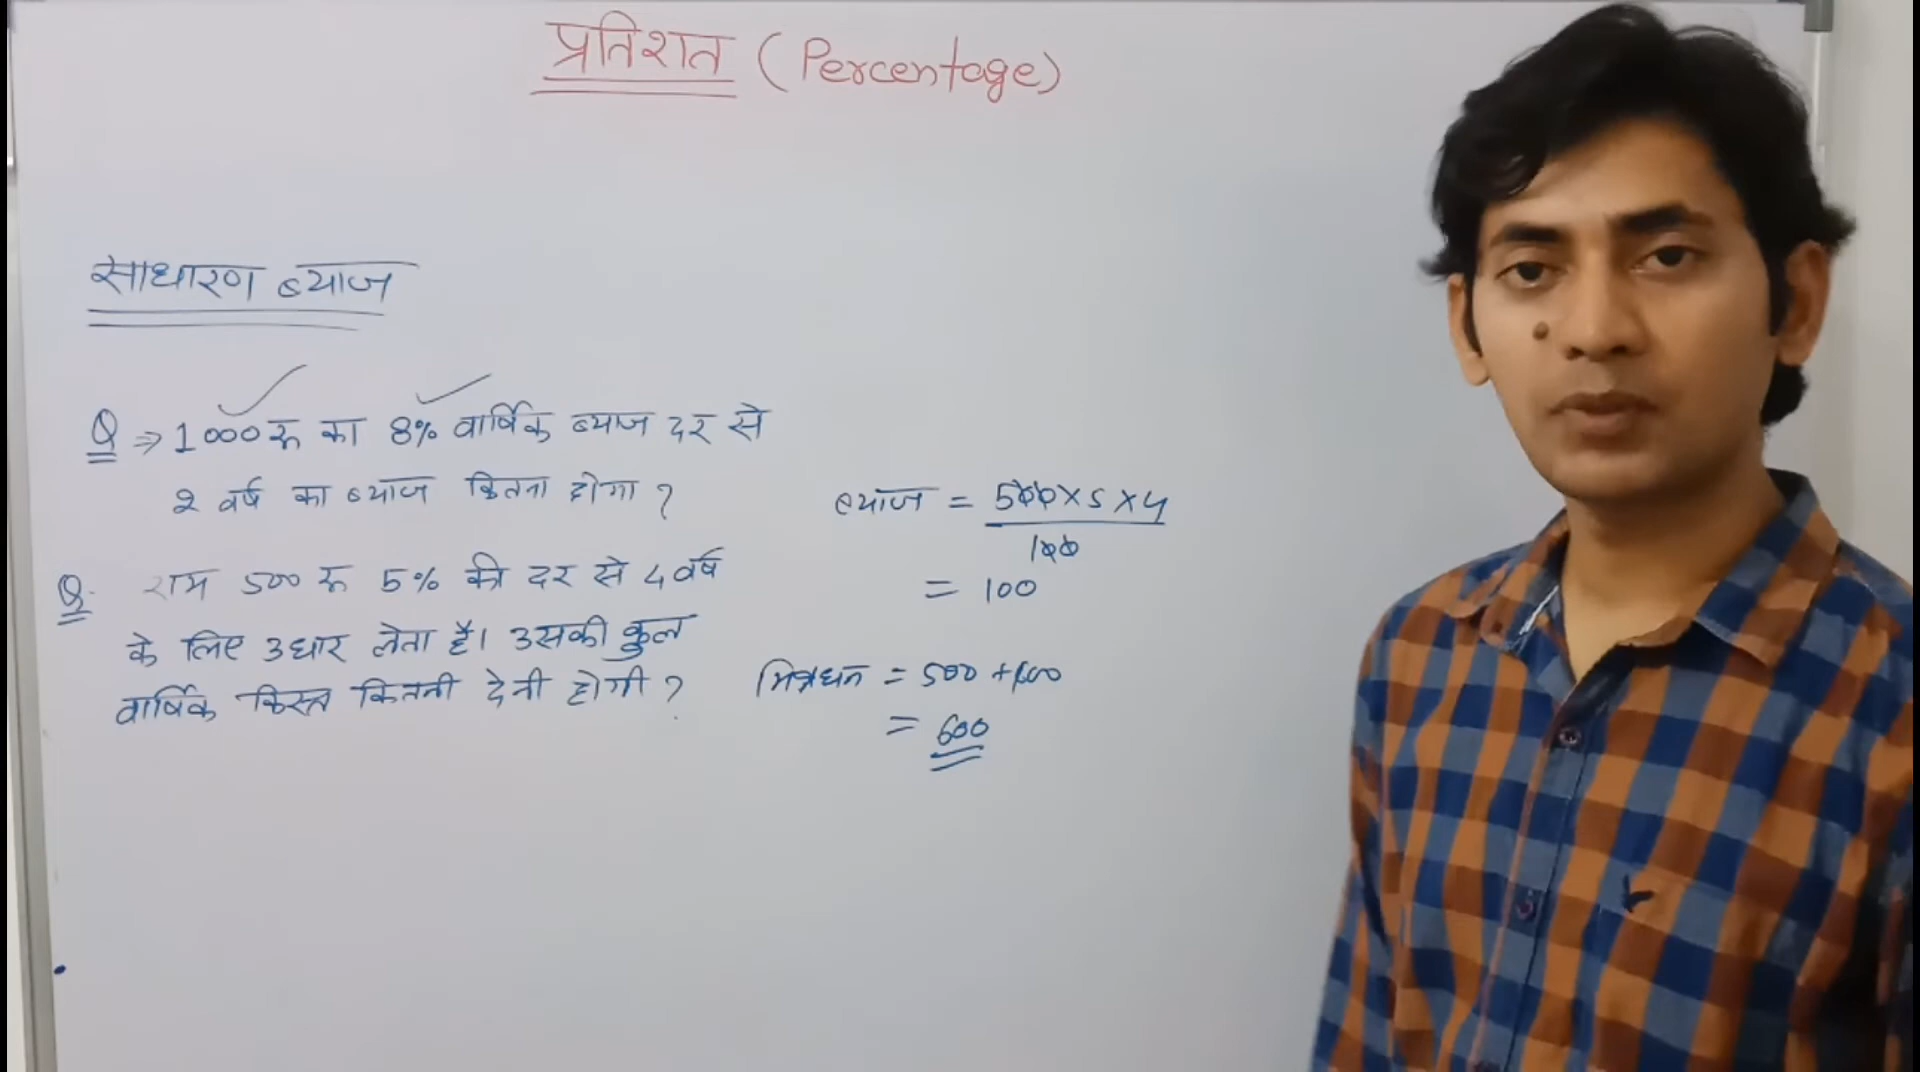 प्रतिशत (Percentage)
साधारण ब्याज
Q ⇒ 1000 रू का 8% वार्षिक ब्याज दर से
2 वर्ष का ब्याज कितना होगा ?
Q. राम 500 रू 5% की दर से 4 वर्ष
के लिए उधार लेता है। उसकी कुल
वार्षिक किस्त कितनी देनी होगी ?
ब्याज = 500 x 5 x 4
100
= 100
मिश्रधन = 500 + 100
= 600